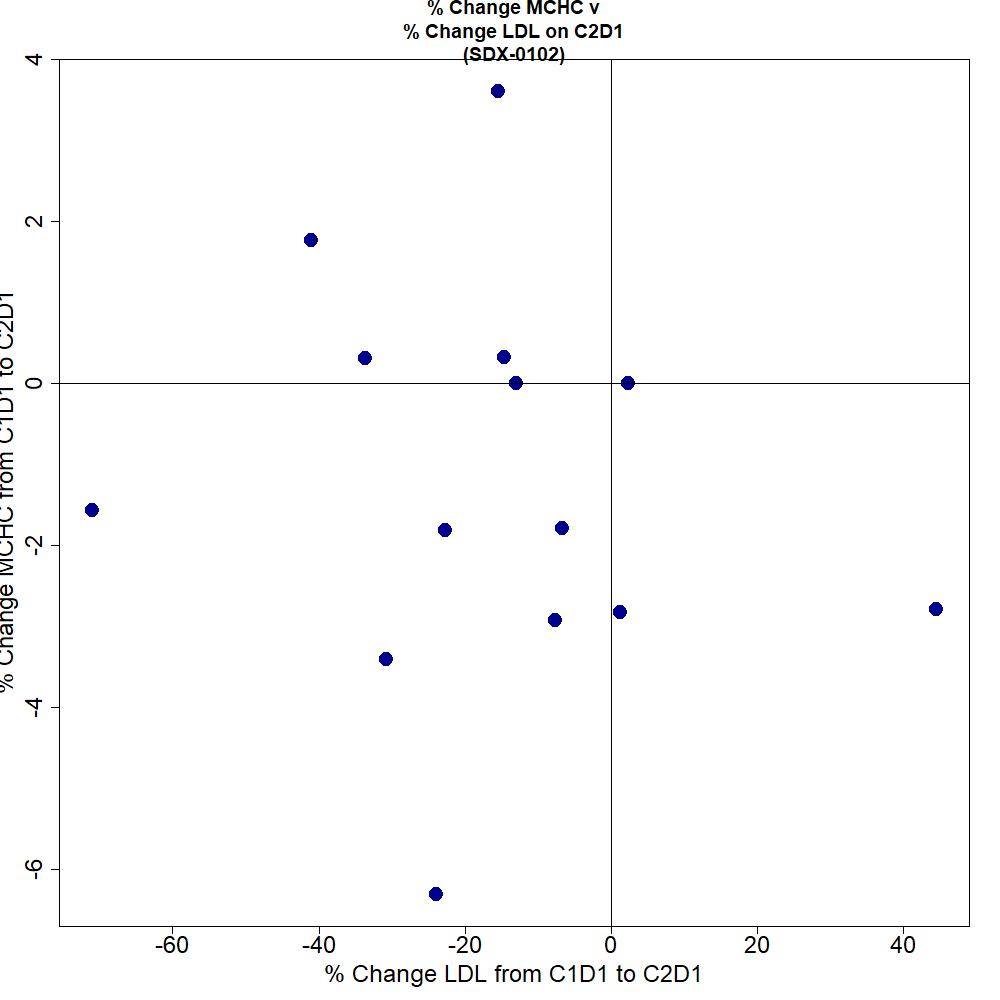 % Change MCHC v
% Change LDL on C2D1
(SDX-0102)
4
2
0
-2
-4
-6
% Change MCHC from C1D1 to C2D1
-60 -40 -20 0 20 40
% Change LDL from C1D1 to C2D1